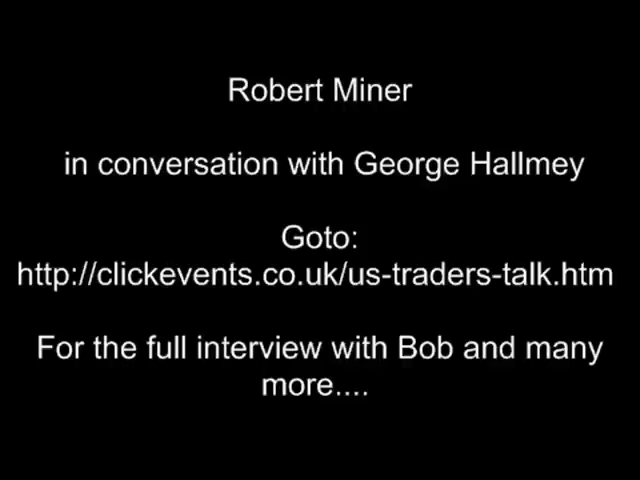 Robert Miner
in conversation with George Hallmey
Goto:
http://clickevents.co.uk/us-traders-talk.htm
For the full interview with Bob and many
more....